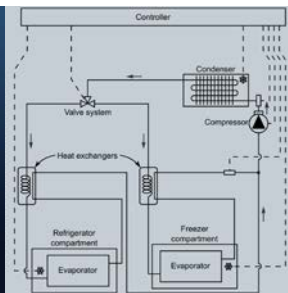 Controller
Condenser
Valve system
Compressor
Heat exchangers
Refrigerator
compartment
Freezer
compartment
Evaporator
Evaporator